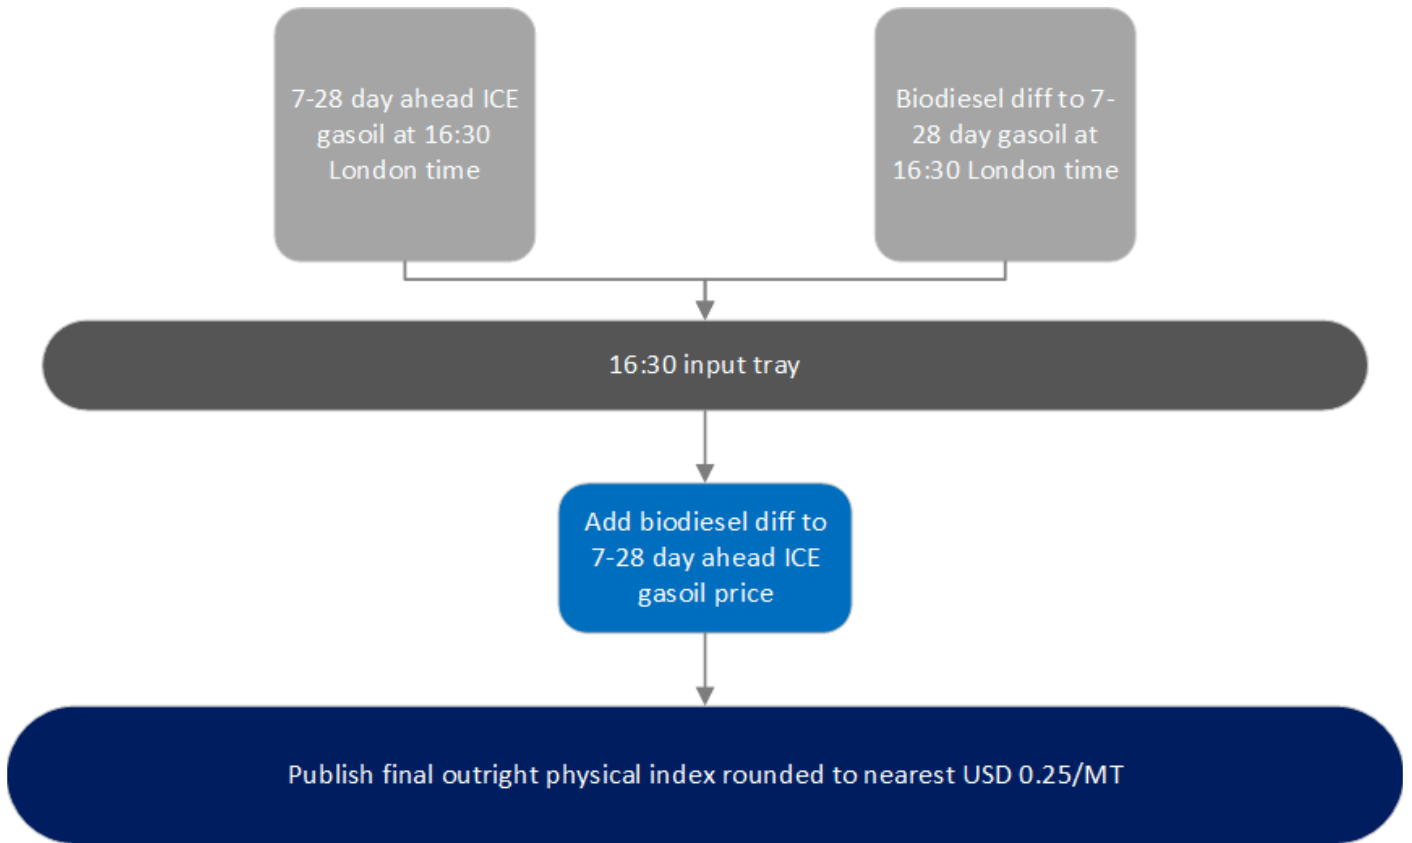 7-28 day ahead ICE
gasoil at 16:30
London time
Biodiesel diff to 7-
28 day gasoil at
16:30 London time
16:30 input tray
Add biodiesel diff to
7-28 day ahead ICE
gasoil price
Publish final outright physical index rounded to nearest USD 0.25/MT